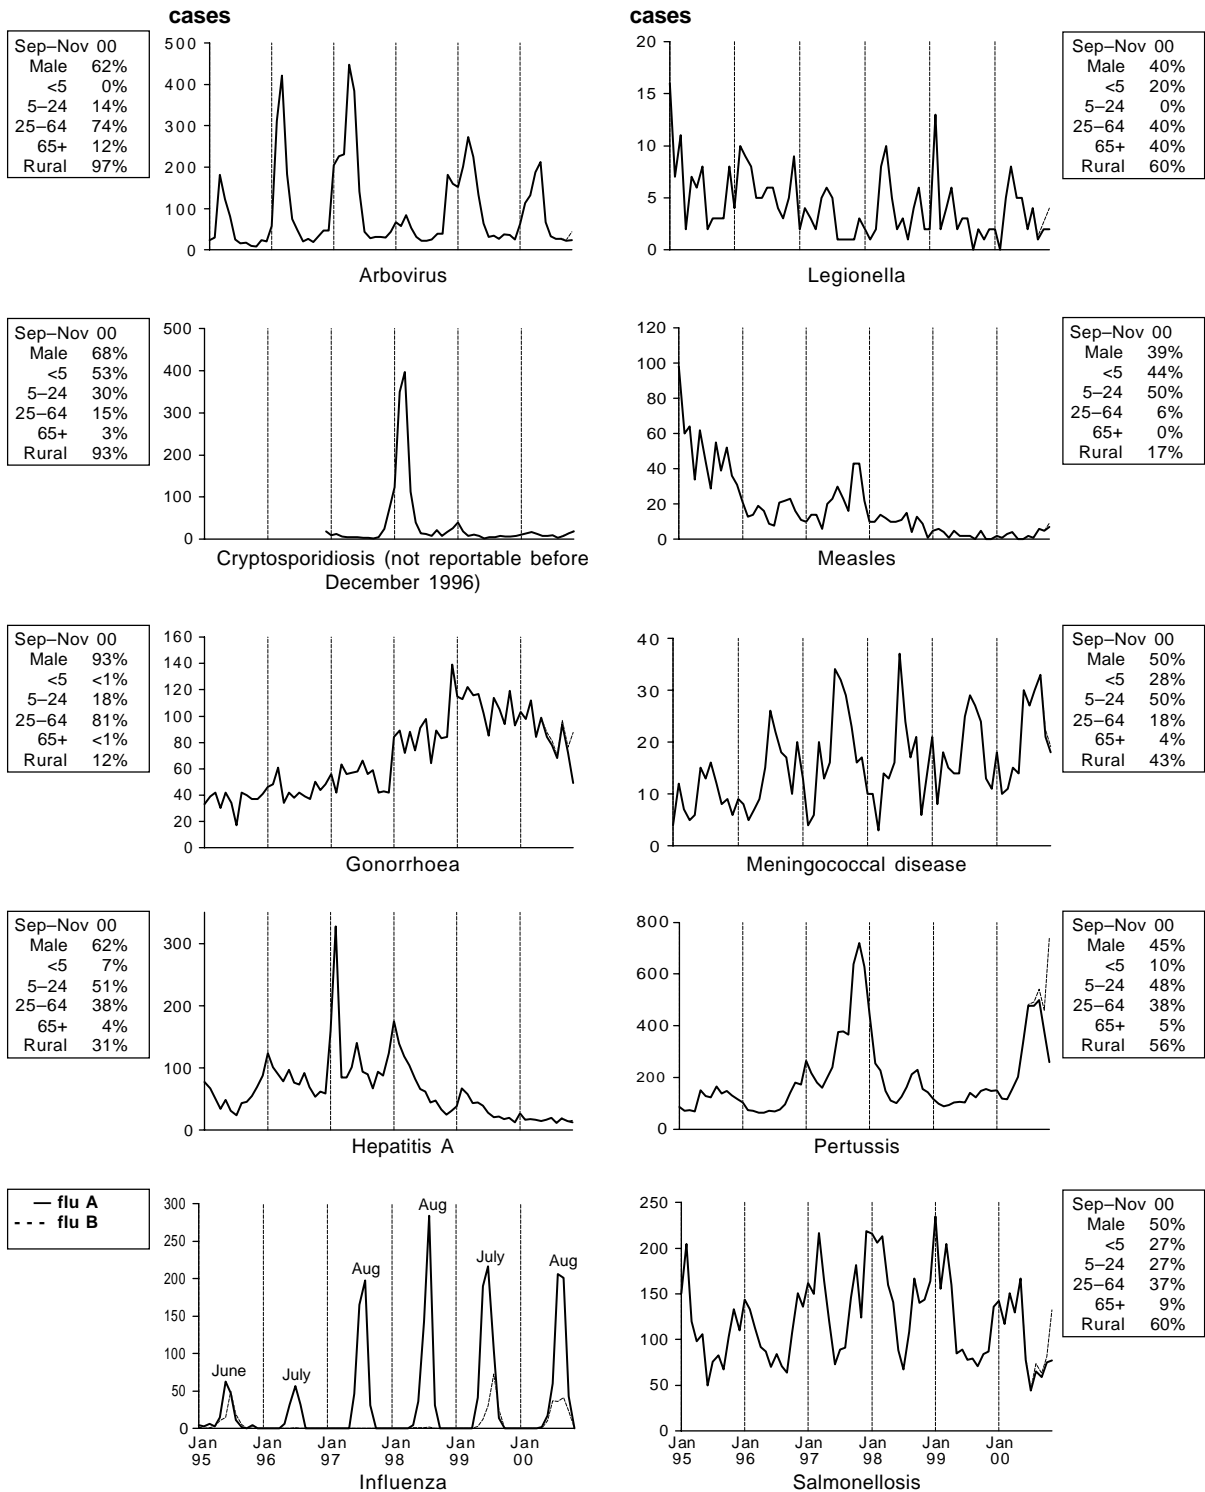 cases
Sep–Nov 00
Male 62%
<5 0%
5–24 14%
25–64 74%
65+ 12%
Rural 97%
500
400
300
200
100
0
Arbovirus
cases
20
15
10
5
0
Legionella
Sep–Nov 00
Male 40%
<5 20%
5–24 0%
25–64 40%
65+ 40%
Rural 60%
Sep–Nov 00
Male 68%
<5 53%
5–24 30%
25–64 15%
65+ 3%
Rural 93%
500
400
300
200
100
0
Cryptosporidiosis (not reportable before
December 1996)
120
100
80
60
40
20
0
Measles
Sep–Nov 00
Male 39%
<5 44%
5–24 50%
25–64 6%
65+ 0%
Rural 17%
Sep–Nov 00
Male 93%
<5 <1%
5–24 18%
25–64 81%
65+ <1%
Rural 12%
160
140
120
100
80
60
40
20
0
Gonorrhoea
40
30
20
10
0
Meningococcal disease
Sep–Nov 00
Male 50%
<5 28%
5–24 50%
25–64 18%
65+ 4%
Rural 43%
Sep–Nov 00
Male 62%
<5 7%
5–24 51%
25–64 38%
65+ 4%
Rural 31%
300
200
100
0
Hepatitis A
800
600
400
200
0
Pertussis
Sep–Nov 00
Male 45%
<5 10%
5–24 48%
25–64 38%
65+ 5%
Rural 56%
flu A
flu B
300
250
200
150
100
50
0
June
July
Aug
Aug
July
Aug
Jan Jan Jan Jan Jan Jan
95 96 97 98 99 00
Influenza
250
200
150
100
50
0
Jan Jan Jan Jan Jan Jan
95 96 97 98 99 00
Salmonellosis
Sep–Nov 00
Male 50%
<5 27%
5–24 27%
25–64 37%
65+ 9%
Rural 60%